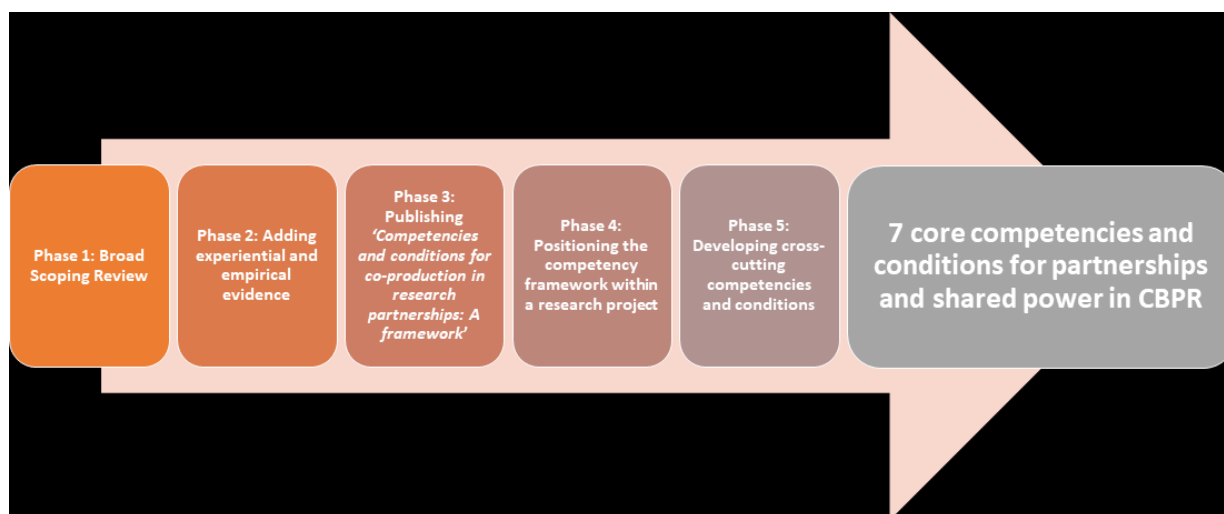 Phase 1: Broad
Scoping Review
Phase 2: Adding
experiential and
empirical
evidence
Phase 3:
Publishing
‘Competencies
and conditions for
co-production in
research
partnerships: A
framework’
Phase 4:
Positioning the
competency
framework within
a research project
Phase 5:
Developing cross-
cutting
competencies
and conditions
7 core competencies and
conditions for partnerships
and shared power in CBPR